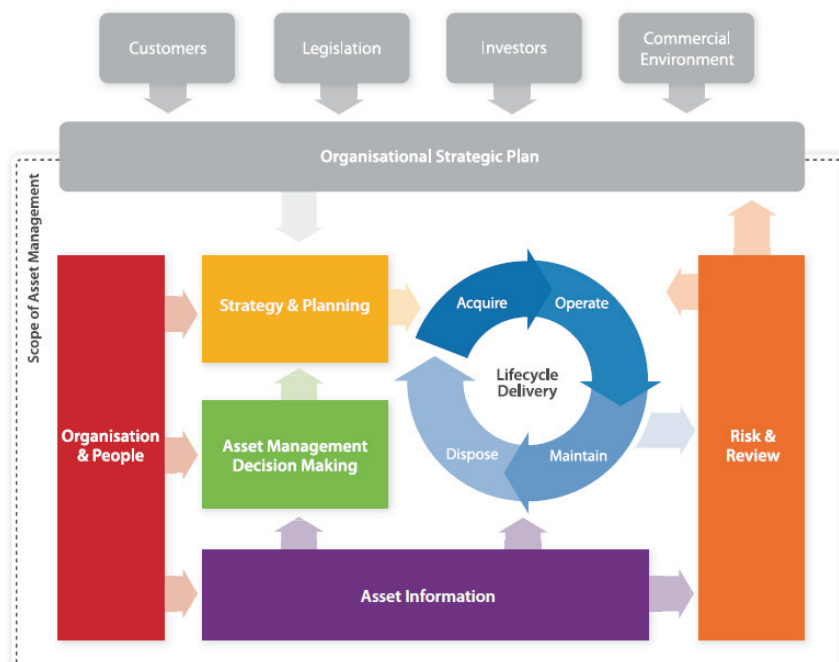 Customers
Legislation
Investors
Commercial
Environment
Organisational Strategic Plan
Scope of Asset Management
Strategy & Planning
Acquire
Operate
Lifecycle
Delivery
Organisation
& People
Asset Management
Decision Making
Dispose
Maintain
Risk &
Review
Asset Information